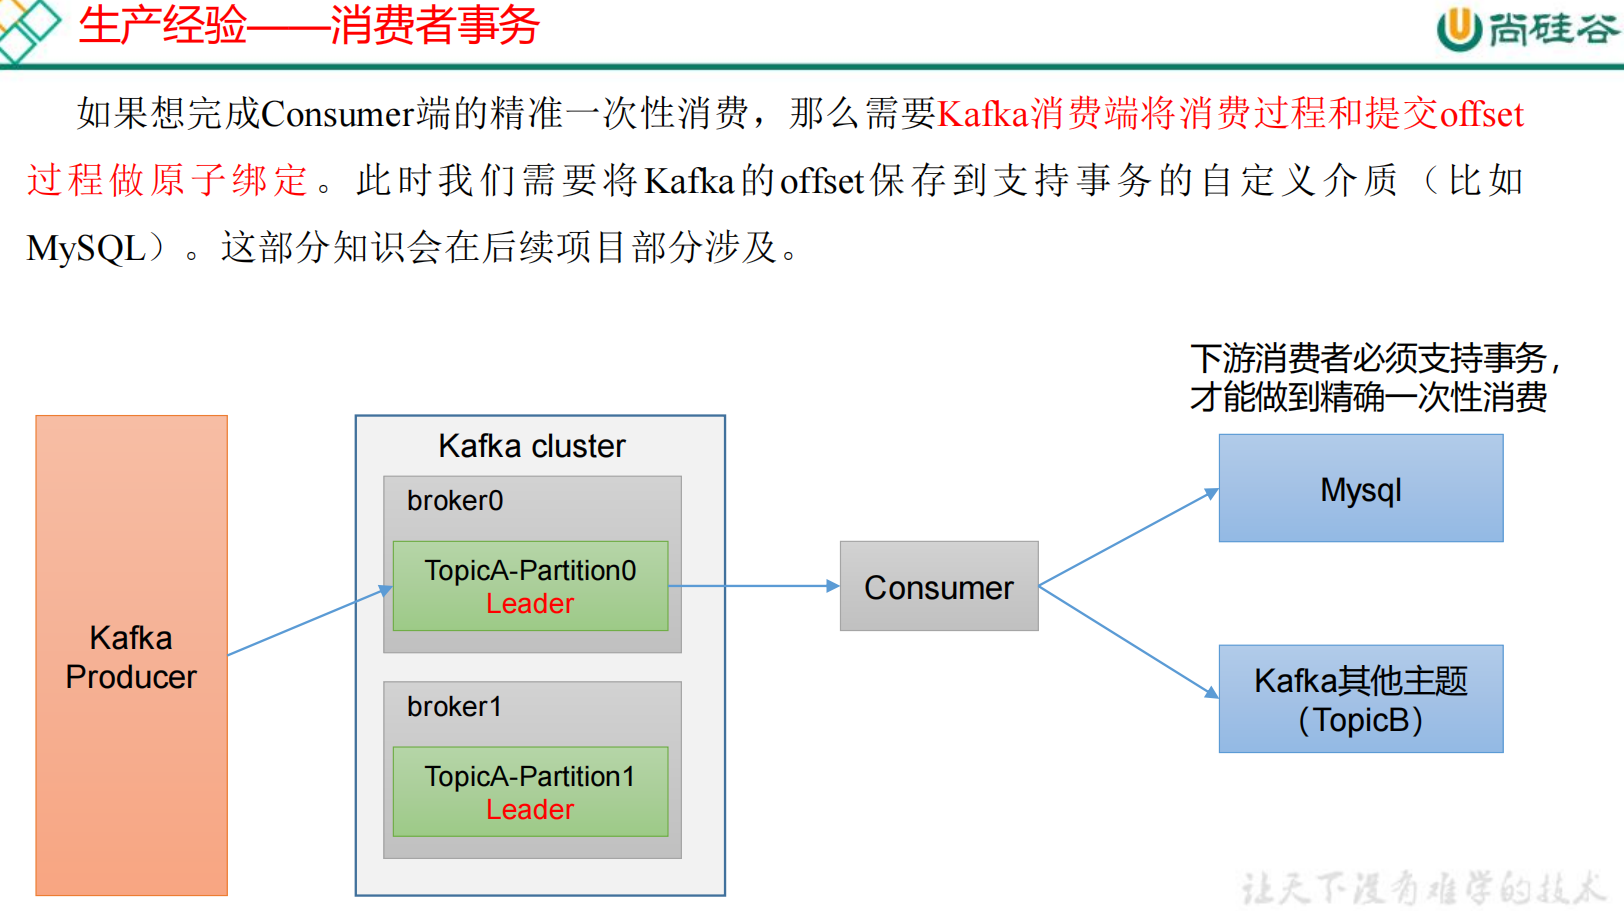 生产经验——消费者事务
尚硅谷
如果想完成Consumer端的精准一次性消费，那么需要Kafka消费端将消费过程和提交offset
过程做原子绑定。此时我们需要将Kafka的offset保存到支持事务的自定义介质（比如
MySQL）。这部分知识会在后续项目部分涉及。
下游消费者必须支持事务，
才能做到精确一次性消费
Kafka
Producer
Kafka cluster
broker0
TopicA-Partition0
Leader
broker1
TopicA-Partition1
Leader
Consumer
Mysql
Kafka其他主题
（TopicB）
让天下没有难学的技术